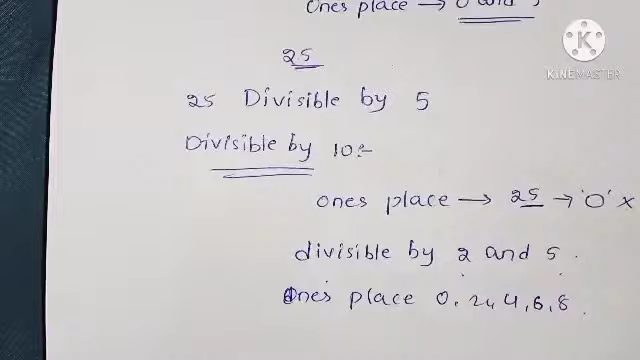 Ones place → 0 and 5
25
25 Divisible by 5
Divisible by 10:-
ones place → 25 → '0' x
divisible by 2 and 5.
Ones place 0, 2, 4, 6, 8.
KINEMASTER